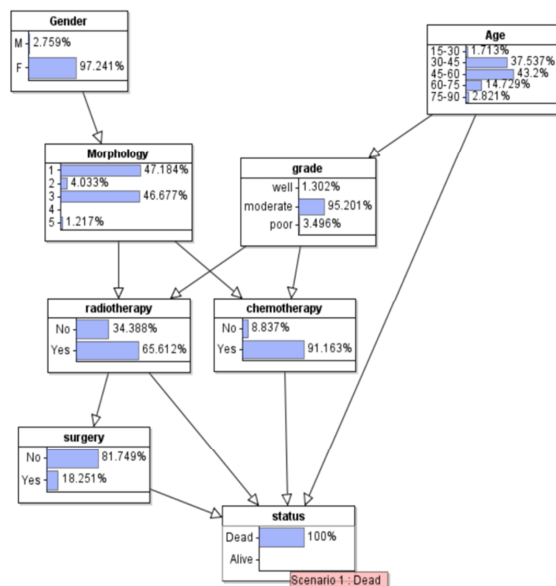 Gender
M 2.759%
F 97.241%
Age
15-30 1.713%
30-45 37.537%
45-60 43.2%
60-75 14.729%
75-90 2.821%
Morphology
1 47.184%
2 4.033%
3 46.677%
4
5 1.217%
grade
well 1.302%
moderate 95.201%
poor 3.496%
radiotherapy
No 34.388%
Yes 65.612%
chemotherapy
No 8.837%
Yes 91.163%
surgery
No 81.749%
Yes 18.251%
status
Dead 100%
Alive
Scenario 1 : Dead